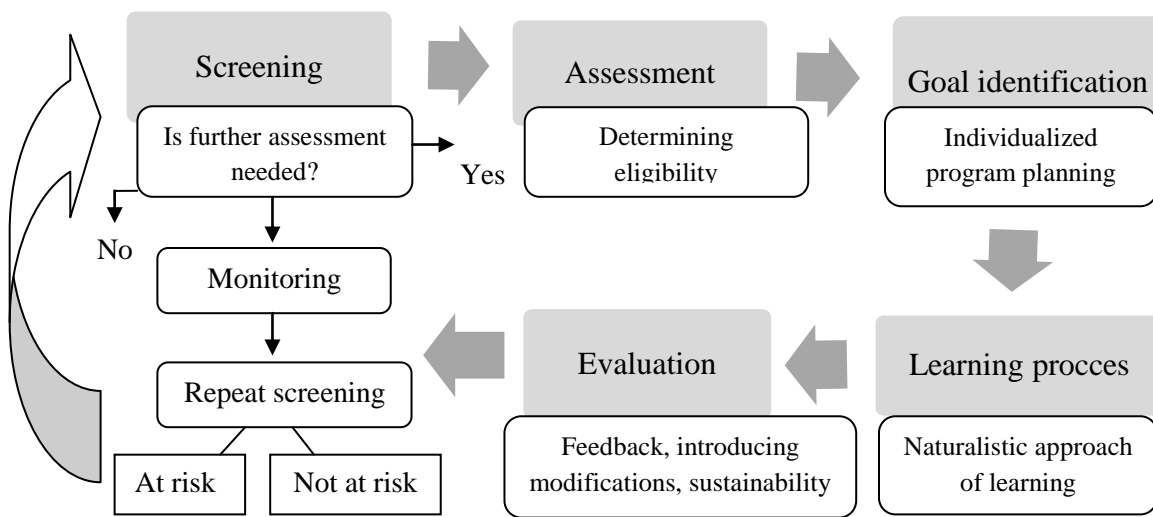 Screening
Is further assessment
needed?
Yes
No
Monitoring
Repeat screening
At risk
Not at risk
Assessment
Determining
eligibility
Goal identification
Individualized
program planning
Learning procces
Naturalistic approach
of learning
Evaluation
Feedback, introducing
modifications, sustainability